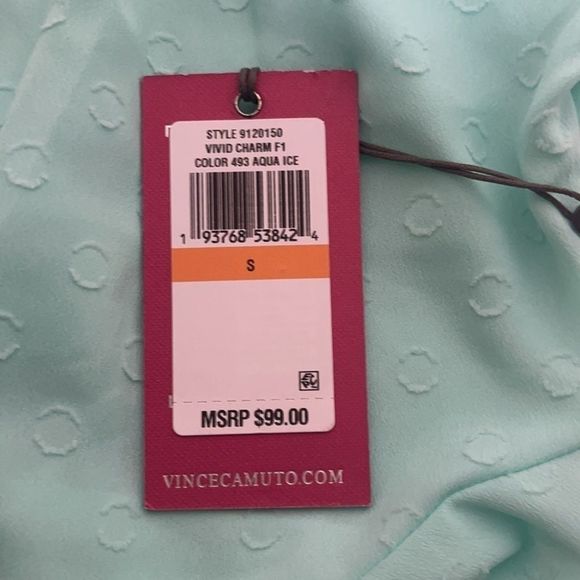 STYLE 9120150
VIVID CHARM F1
COLOR 493 AQUA ICE
1 93768 53842 4
S
MSRP $99.00
VINCECAMUTO.COM